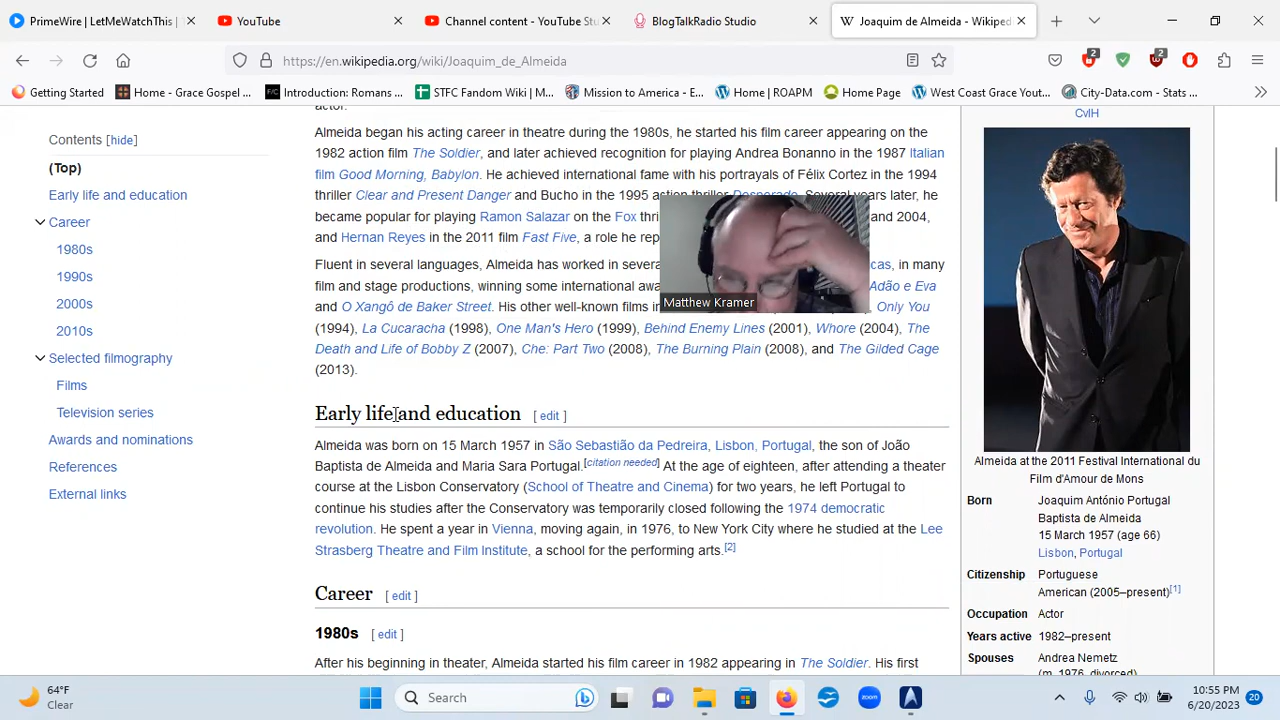 PrimeWire | LetMeWatchThis |
YouTube
Channel content - YouTube Stu
BlogTalkRadio Studio
Joaquim de Almeida - Wikiped
https://en.wikipedia.org/wiki/Joaquim_de_Almeida
2
2
Getting Started
Home - Grace Gospel ...
Introduction: Romans ...
STFC Fandom Wiki | M...
Mission to America - E...
Home | ROAPM
Home Page
West Coast Grace Yout...
City-Data.com - Stats ...
Contents [hide]
(Top)
Early life and education
Career
1980s
1990s
2000s
2010s
Selected filmography
Films
Television series
Awards and nominations
References
External links
actor.
Almeida began his acting career in theatre during the 1980s, he started his film career appearing on the
1982 action film The Soldier, and later achieved recognition for playing Andrea Bonanno in the 1987 Italian
film Good Morning, Babylon. He achieved international fame with his portrayals of Félix Cortez in the 1994
thriller Clear and Present Danger and Bucho in the 1995 action thriller Desperado. Several years later, he
became popular for playing Ramon Salazar on the Fox thri and 2004,
and Hernan Reyes in the 2011 film Fast Five, a role he rep
Fluent in several languages, Almeida has worked in severa icas, in many
film and stage productions, winning some international awa Adão e Eva
and O Xangô de Baker Street. His other well-known films in Only You
(1994), La Cucaracha (1998), One Man's Hero (1999), Behind Enemy Lines (2001), Whore (2004), The
Death and Life of Bobby Z (2007), Che: Part Two (2008), The Burning Plain (2008), and The Gilded Cage
(2013).
Matthew Kramer
Early life and education [ edit ]
Almeida was born on 15 March 1957 in São Sebastião da Pedreira, Lisbon, Portugal, the son of João
Baptista de Almeida and Maria Sara Portugal.[citation needed] At the age of eighteen, after attending a theater
course at the Lisbon Conservatory (School of Theatre and Cinema) for two years, he left Portugal to
continue his studies after the Conservatory was temporarily closed following the 1974 democratic
revolution. He spent a year in Vienna, moving again, in 1976, to New York City where he studied at the Lee
Strasberg Theatre and Film Institute, a school for the performing arts.[2]
Career [ edit ]
1980s [ edit ]
After his beginning in theater, Almeida started his film career in 1982 appearing in The Soldier. His first
CvIH
Almeida at the 2011 Festival International du
Film d'Amour de Mons
Born Joaquim António Portugal
Baptista de Almeida
15 March 1957 (age 66)
Lisbon, Portugal
Citizenship Portuguese
American (2005–present)[1]
Occupation Actor
Years active 1982–present
Spouses Andrea Nemetz
(m. 1976, divorced)
64°F
Clear
Search
zoom
10:55 PM
6/20/2023
20